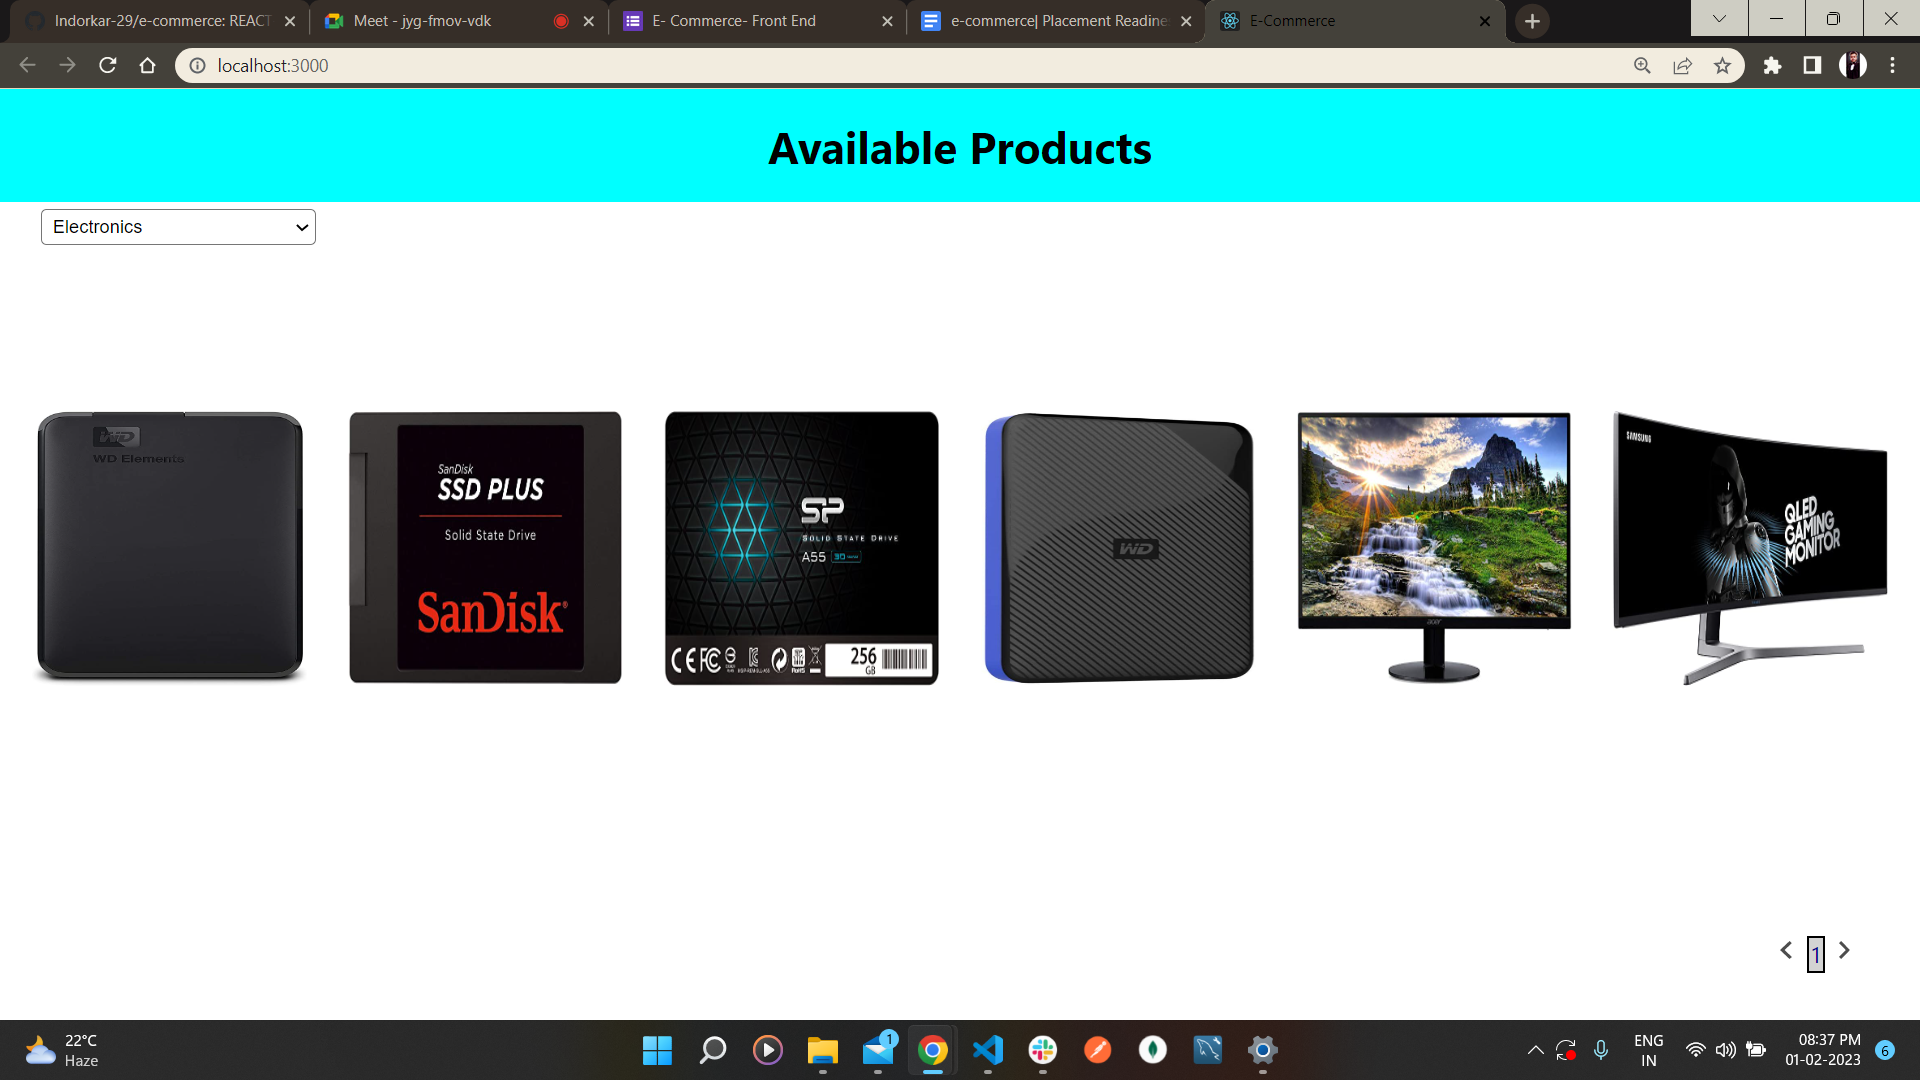 Indorkar-29/e-commerce: REACT
Meet - jyg-fmov-vdk
E- Commerce- Front End
e-commerce| Placement Readine
E-Commerce
localhost:3000
Available Products
Electronics
WD
WD Elements
SanDisk
SSD PLUS
Solid State Drive
SanDisk®
SP
SOLID STATE DRIVE
A55
256
GB
WD
acer
SAMSUNG
QLED
GAMING
MONITOR
1
22°C
Haze
1
ENG
IN
08:37 PM
01-02-2023
6